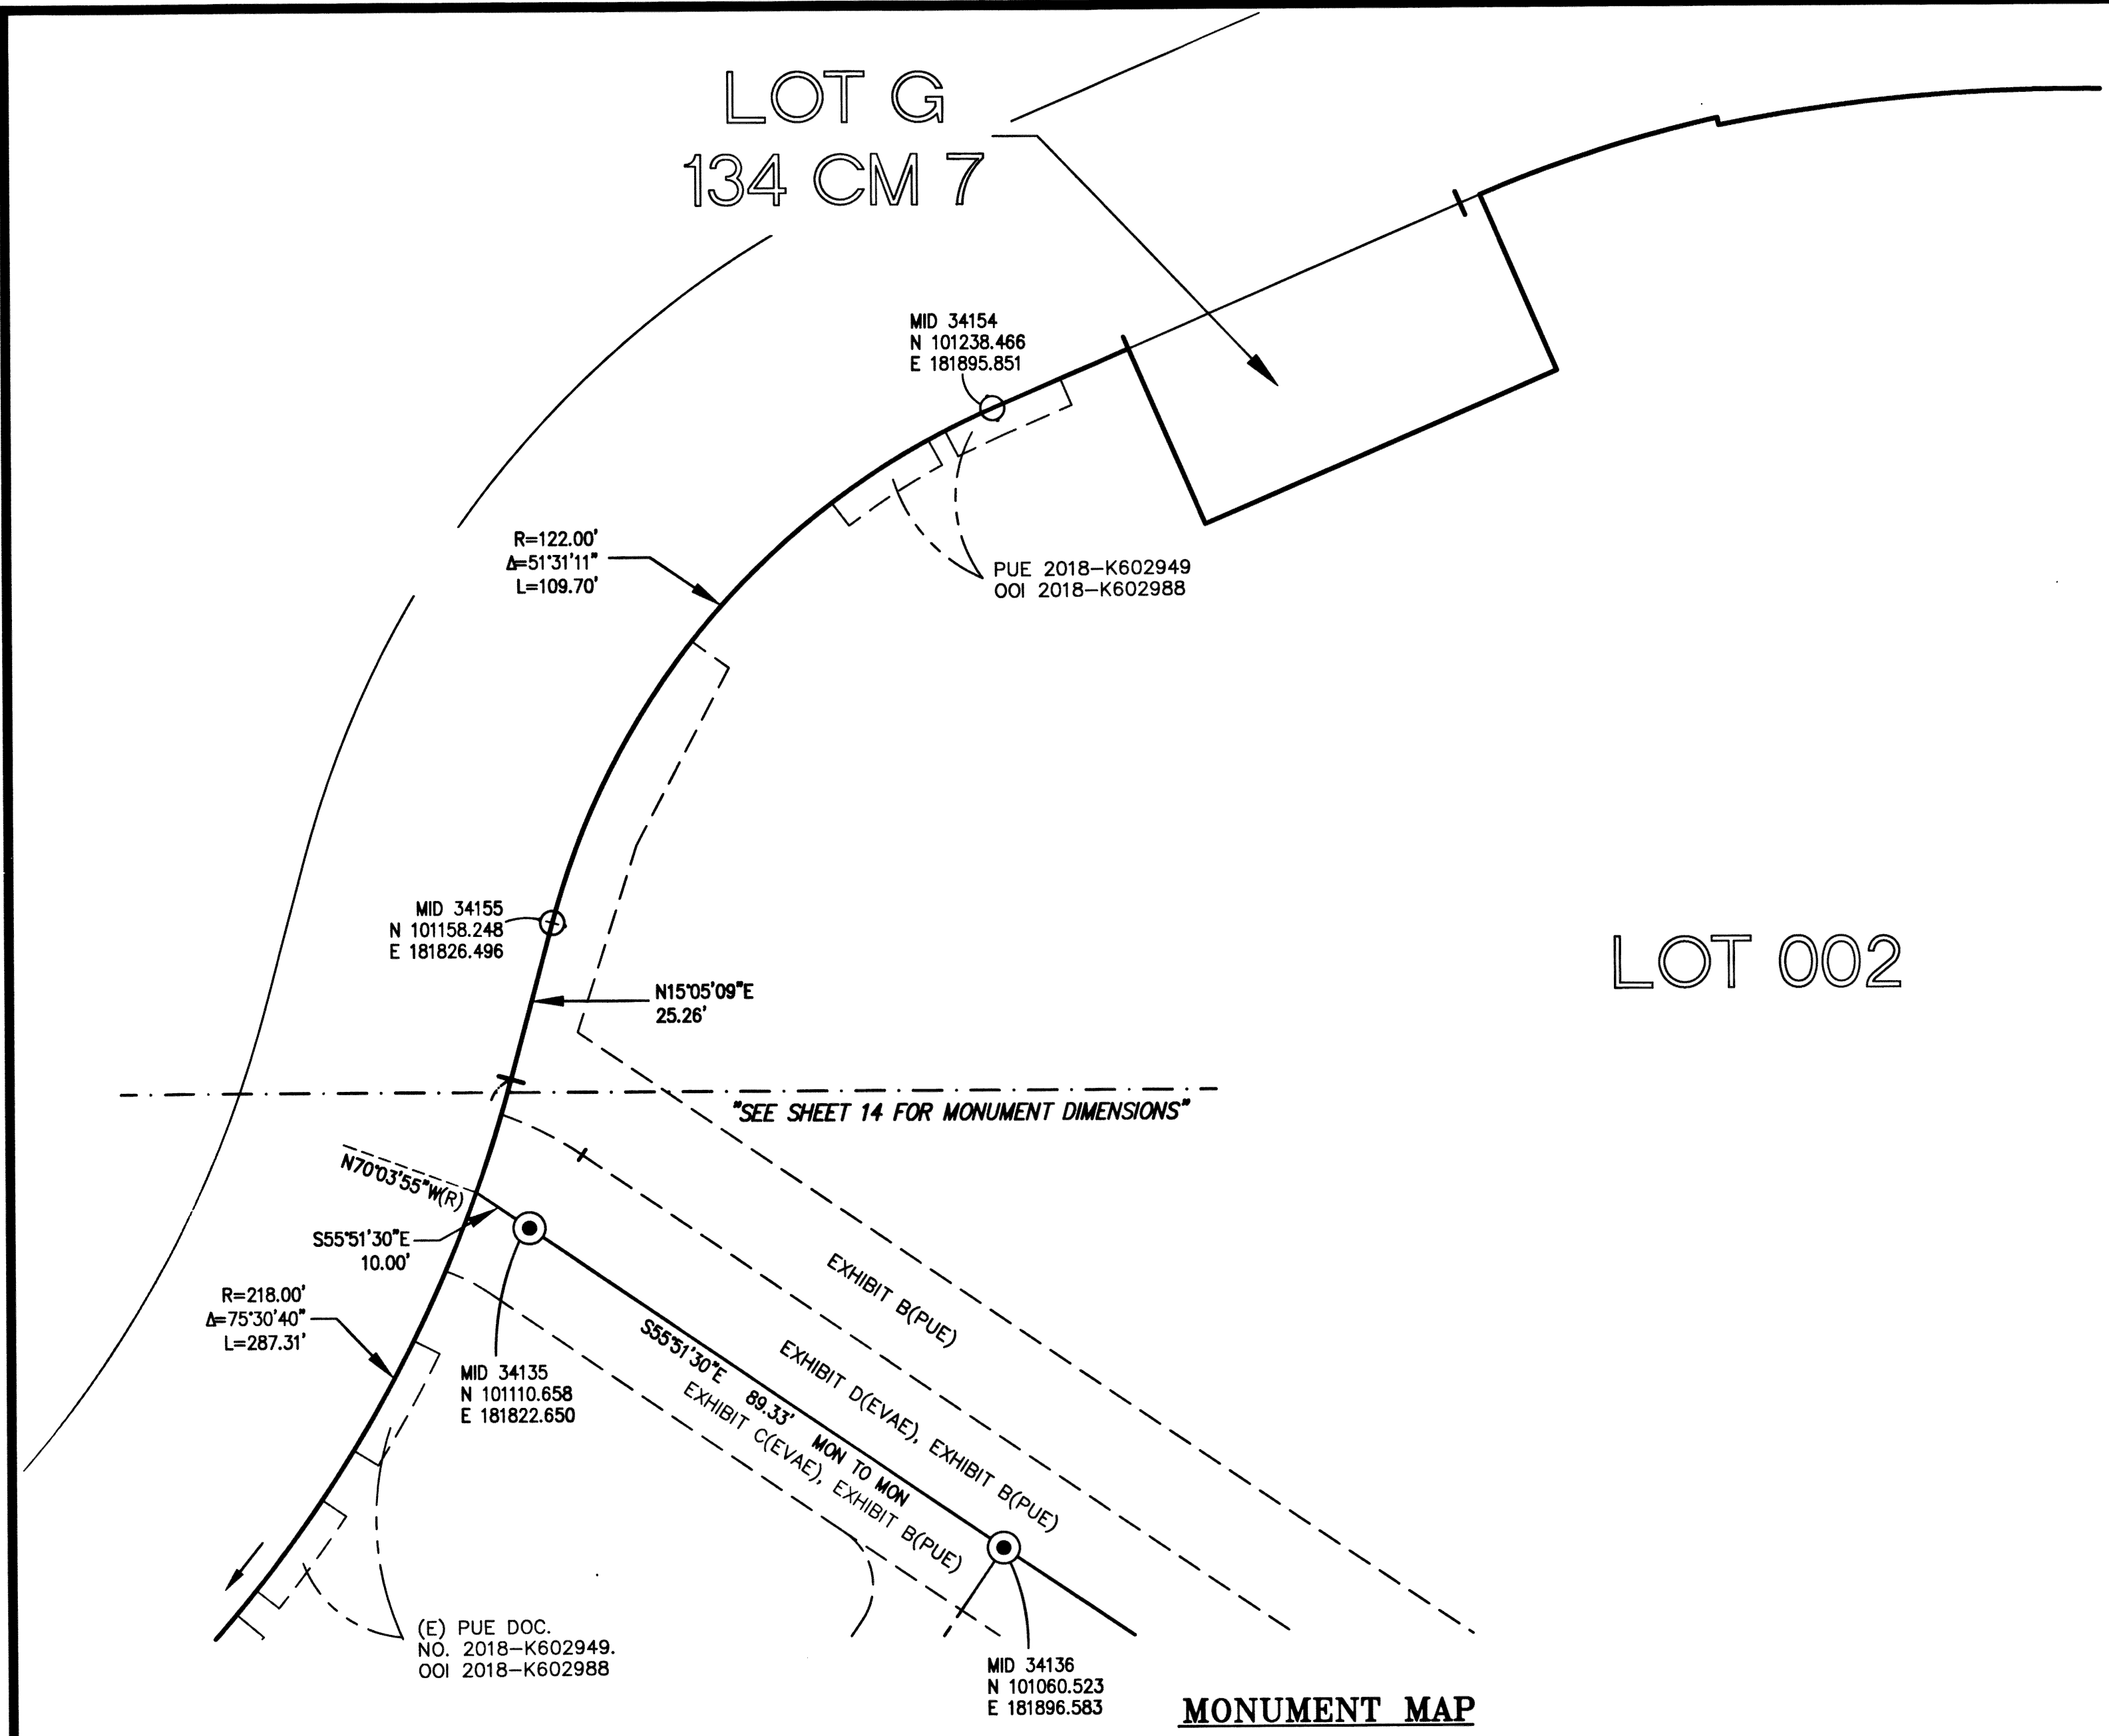 LOT G
134 CM 7
MID 34154
N 101238.466
E 181895.851
R=122.00'
Δ=51°31'11"
L=109.70'
PUE 2018-K602949
OOI 2018-K602988
MID 34155
N 101158.248
E 181826.496
LOT 002
N15°05'09"E
25.26'
"SEE SHEET 14 FOR MONUMENT DIMENSIONS"
N70°03'55"W(R)
S55°51'30"E
10.00'
R=218.00'
Δ=75°30'40"
L=287.31'
MID 34135
N 101110.658
E 181822.650
EXHIBIT B(PUE)
EXHIBIT D(EVAE), EXHIBIT B(PUE)
S55°51'30"E 89.33' MON TO MON
EXHIBIT C(EVAE), EXHIBIT B(PUE)
(E) PUE DOC.
NO. 2018-K602949.
OOI 2018-K602988
MID 34136
N 101060.523
E 181896.583
MONUMENT MAP